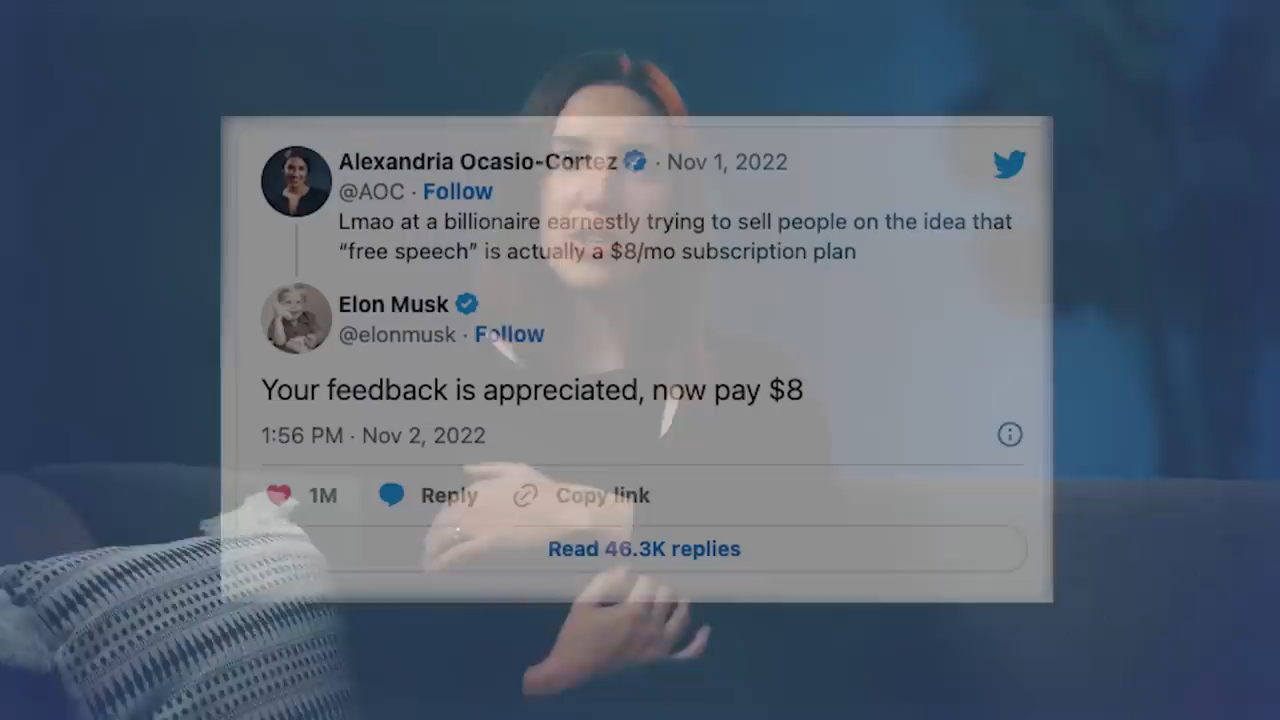 Alexandria Ocasio-Cortez · Nov 1, 2022
@AOC · Follow
Lmao at a billionaire earnestly trying to sell people on the idea that
“free speech” is actually a $8/mo subscription plan
Elon Musk
@elonmusk · Follow
Your feedback is appreciated, now pay $8
1:56 PM · Nov 2, 2022
1M Reply Copy link
Read 46.3K replies